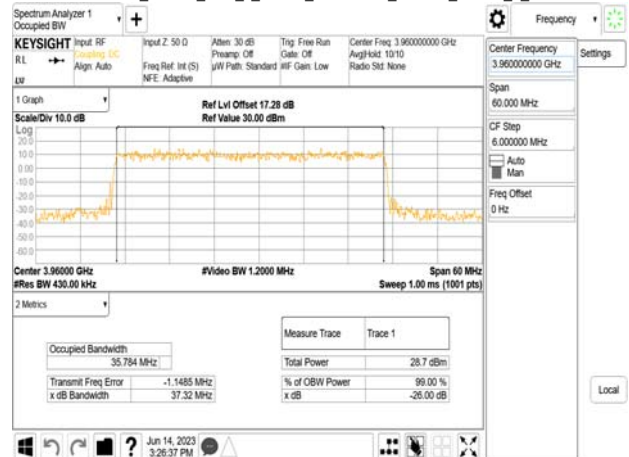 Spectrum Analyzer 1
Occupied BW
Frequency
KEYSIGHT
Input: RF
Coupling: DC
Align: Auto
Input Z: 50 Ω
Freq Ref: Int (S)
NFE: Adaptive
Atten: 30 dB
Preamp: Off
µW Path: Standard
Trig: Free Run
Gate: Off
#IF Gain: Low
Center Freq: 3.960000000 GHz
Avg|Hold: 10/10
Radio Std: None
RL
Center Frequency
3.960000000 GHz
Settings
Span
60.000 MHz
CF Step
6.000000 MHz
Auto
Man
Freq Offset
0 Hz
Local
1 Graph
Scale/Div 10.0 dB
Ref Lvl Offset 17.28 dB
Ref Value 30.00 dBm
Log
20.0
10.0
0.00
-10.0
-20.0
-30.0
-40.0
-50.0
-60.0
Center 3.96000 GHz
#Video BW 1.2000 MHz
Span 60 MHz
#Res BW 430.00 kHz
Sweep 1.00 ms (1001 pts)
2 Metrics
Measure Trace
Trace 1
Occupied Bandwidth
35.784 MHz
Total Power
28.7 dBm
Transmit Freq Error
-1.1485 MHz
% of OBW Power
99.00 %
x dB Bandwidth
37.32 MHz
x dB
-26.00 dB
?
Jun 14, 2023
3:26:37 PM